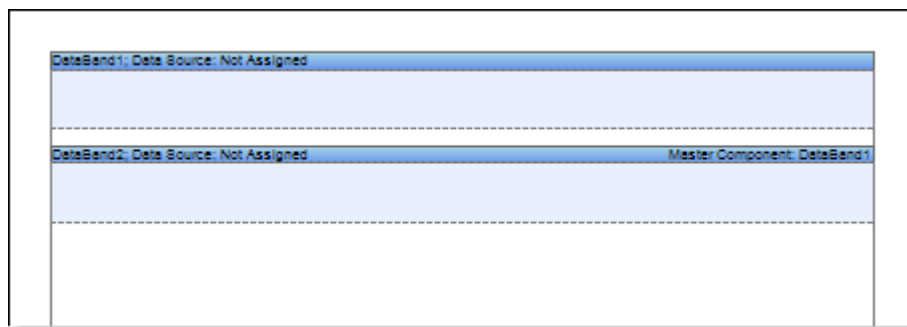 DataBand1; Data Source: Not Assigned
DataBand2; Data Source: Not Assigned Master Component: DataBand1